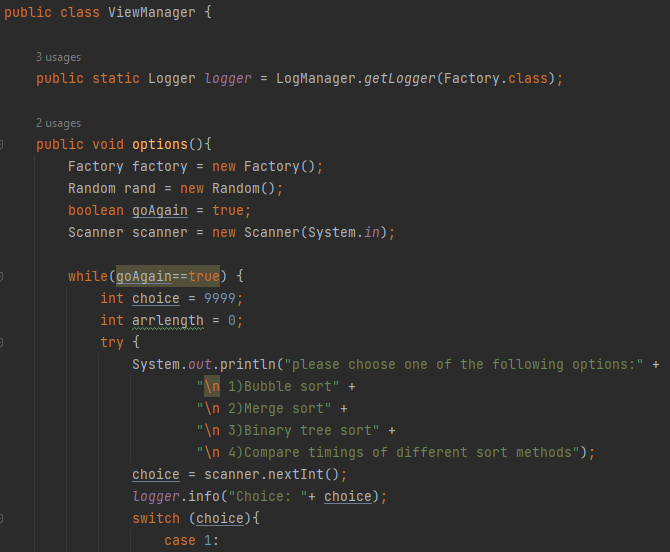 public class ViewManager {
3 usages
public static Logger logger = LogManager.getLogger(Factory.class);
2 usages
public void options(){
Factory factory = new Factory();
Random rand = new Random();
boolean goAgain = true;
Scanner scanner = new Scanner(System.in);
while(goAgain==true) {
int choice = 9999;
int arrlength = 0;
try {
System.out.println("please choose one of the following options:" +
"\n 1)Bubble sort" +
"\n 2)Merge sort" +
"\n 3)Binary tree sort" +
"\n 4)Compare timings of different sort methods");
choice = scanner.nextInt();
logger.info("Choice: "+ choice);
switch (choice){
case 1: